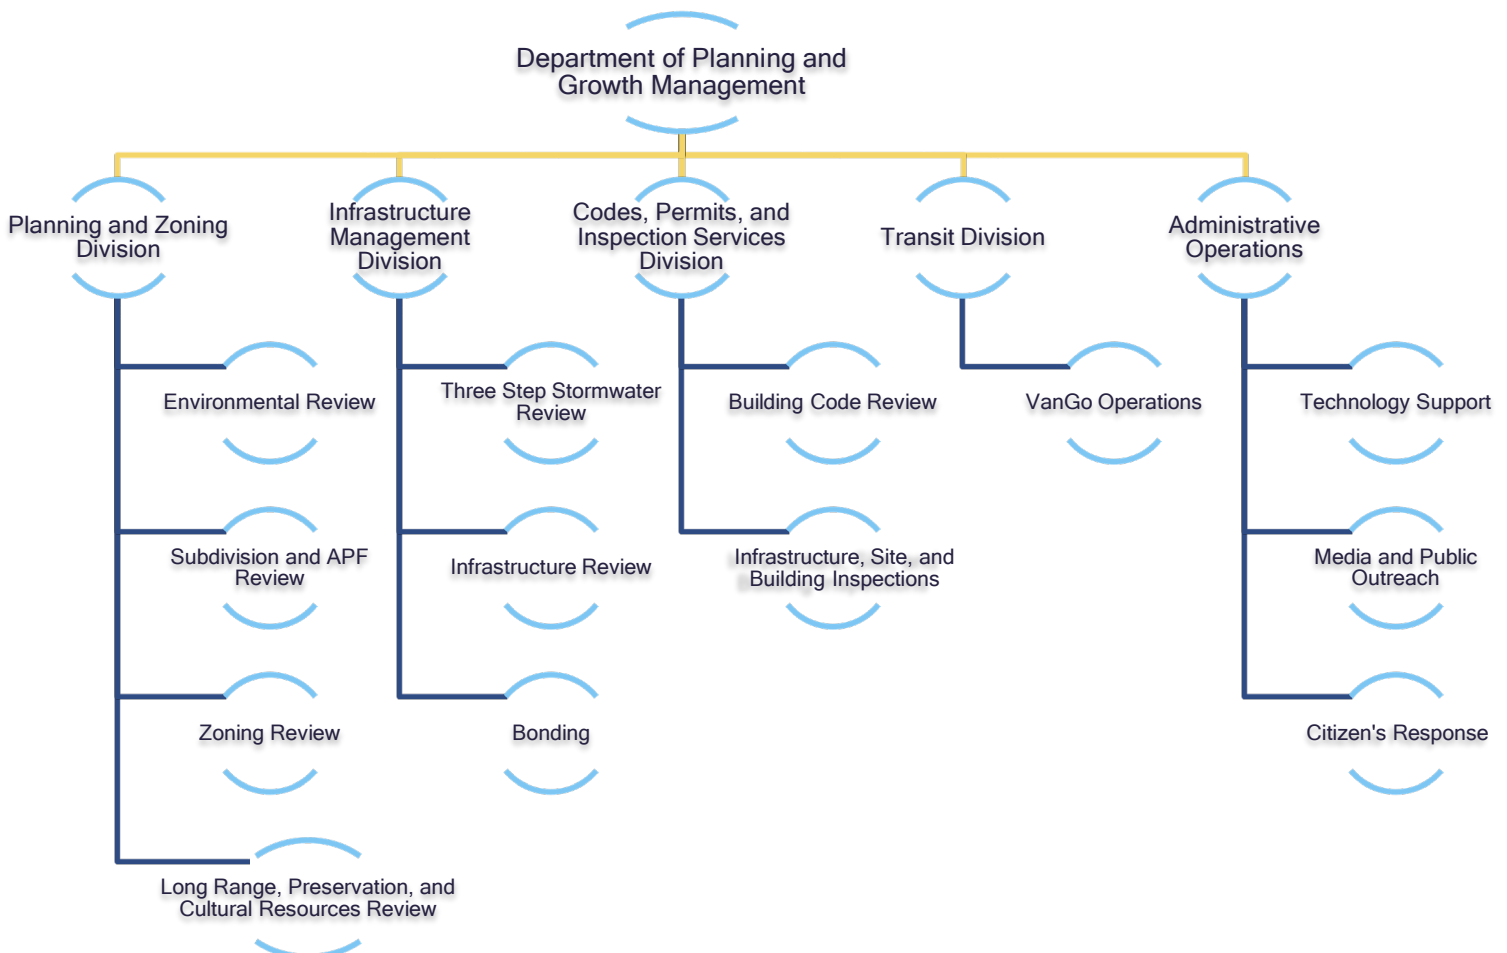 Department of Planning and
Growth Management
Planning and Zoning
Division
Infrastructure
Management
Division
Codes, Permits, and
Inspection Services
Division
Transit Division
Administrative
Operations
Environmental Review
Three Step Stormwater
Review
Building Code Review
VanGo Operations
Technology Support
Subdivision and APF
Review
Infrastructure Review
Infrastructure, Site, and
Building Inspections
Media and Public
Outreach
Zoning Review
Bonding
Citizen's Response
Long Range, Preservation, and
Cultural Resources Review